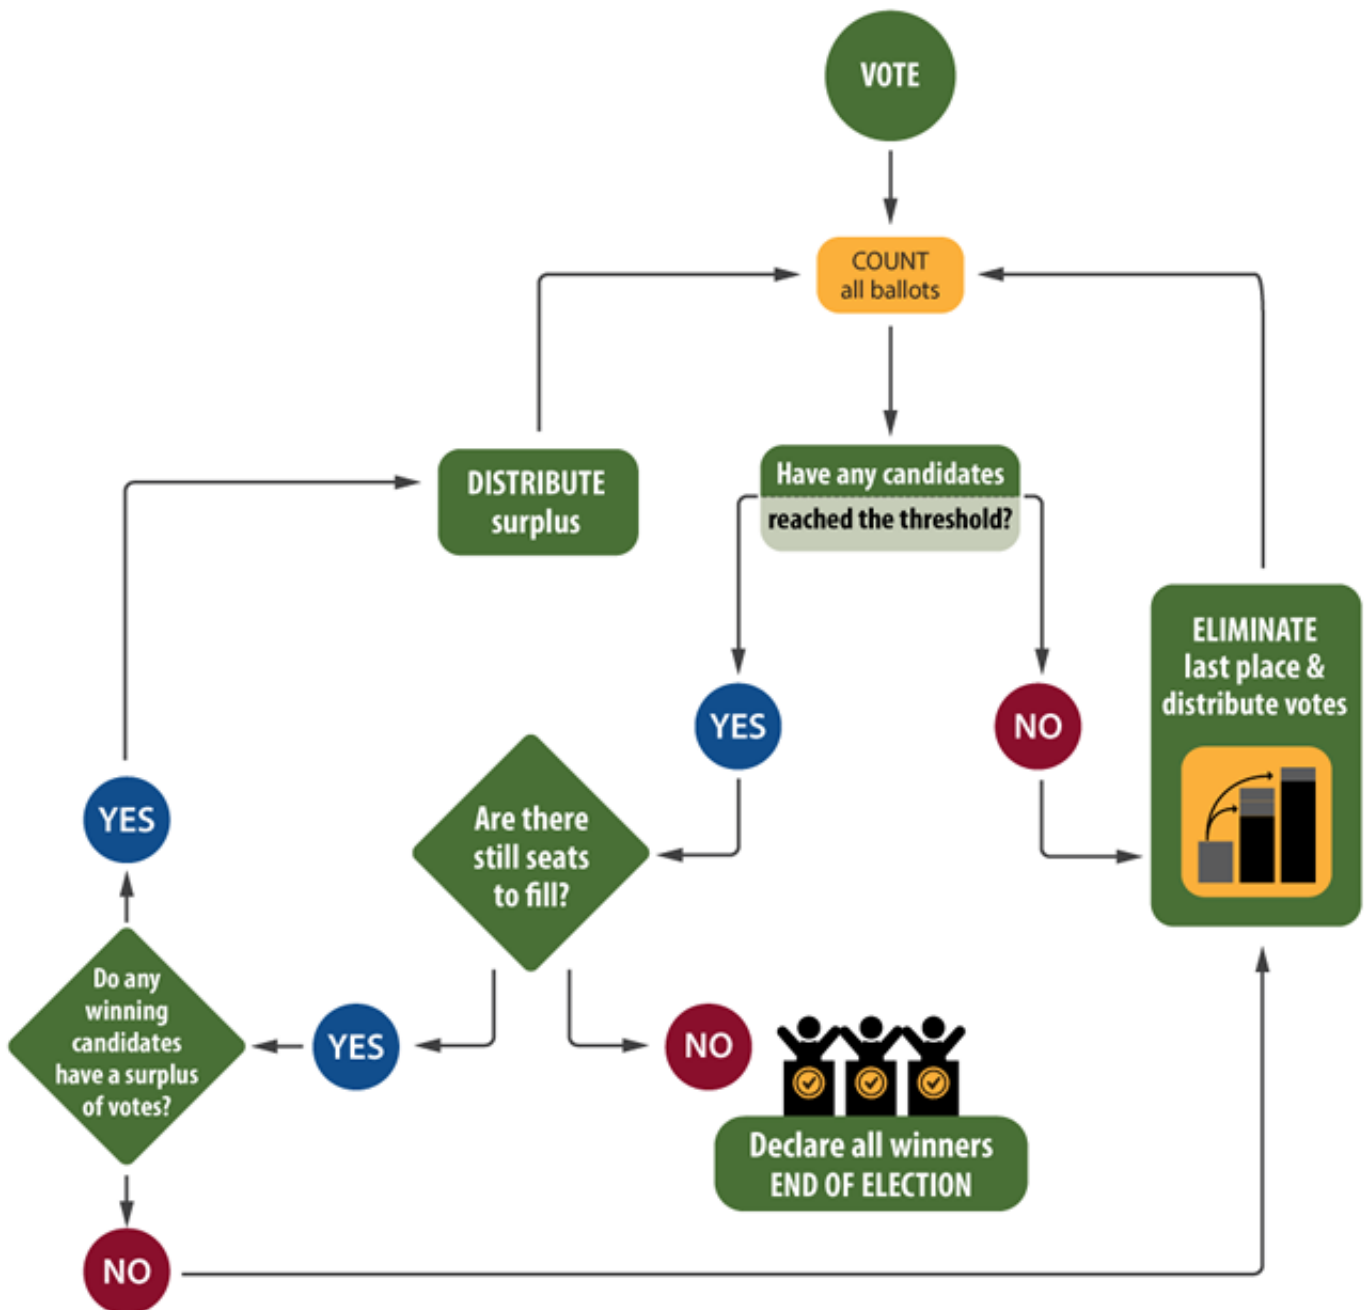 VOTE
COUNT
all ballots
Have any candidates
reached the threshold?
DISTRIBUTE
surplus
ELIMINATE
last place &
distribute votes
YES
NO
Are there
still seats
to fill?
YES
Do any
winning
candidates
have a surplus
of votes?
YES
NO
Declare all winners
END OF ELECTION
NO